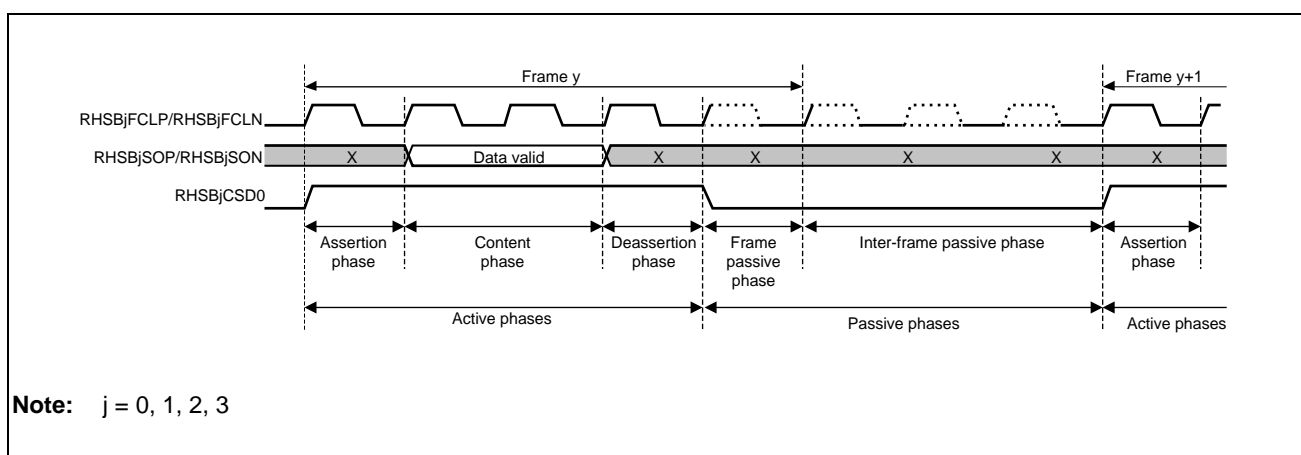 Frame y
Frame y+1
RHSBjFCLP/RHSBjFCLN
RHSBjSOP/RHSBjSON
X
Data valid
X
X
X
X
X
RHSBjCSD0
Assertion
phase
Content
phase
Deassertion
phase
Frame
passive
phase
Inter-frame passive phase
Assertion
phase
Active phases
Passive phases
Active phases
Note: j = 0, 1, 2, 3